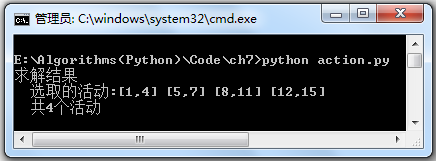 管理员: C:\windows\system32\cmd.exe
E:\Algorithms(Python)\Code\ch7>python action.py
求解结果
选取的活动:[1,4] [5,7] [8,11] [12,15]
共4个活动